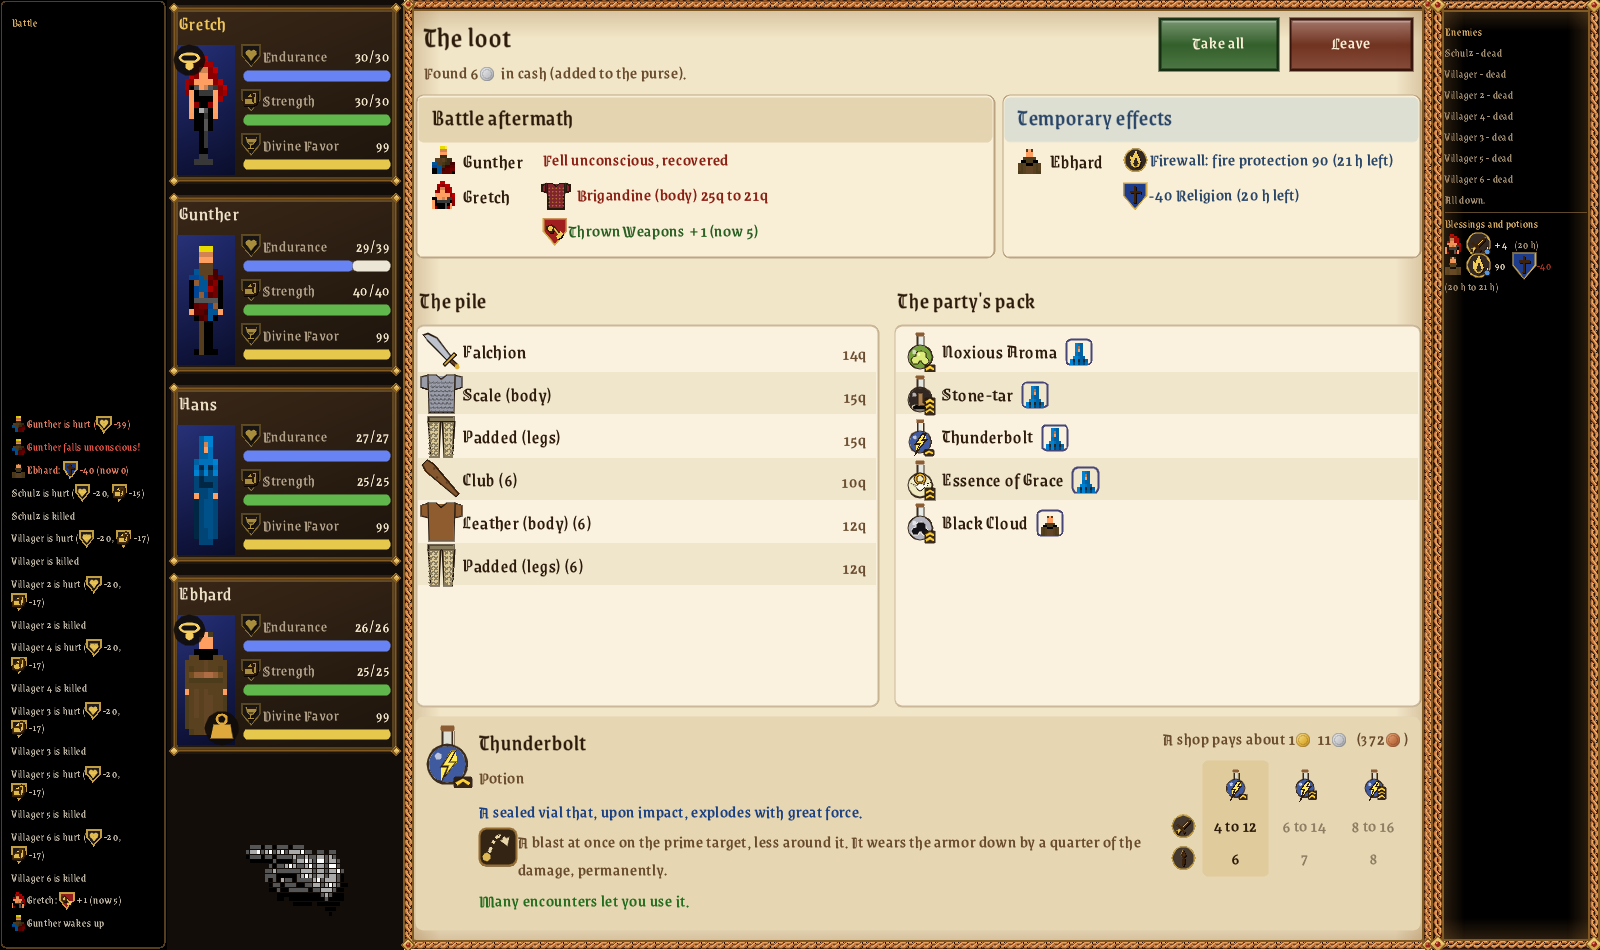 Battle
Gunther is hurt (-39)
Gunther falls unconscious!
Ebhard: -40 (now 0)
Schulz is hurt (-20, -15)
Schulz is killed
Villager is hurt (-20, -17)
Villager is killed
Villager 2 is hurt (-20,
-17)
Villager 2 is killed
Villager 4 is hurt (-20,
-17)
Villager 4 is killed
Villager 3 is hurt (-20,
-17)
Villager 3 is killed
Villager 5 is hurt (-20,
-17)
Villager 5 is killed
Villager 6 is hurt (-20,
-17)
Villager 6 is killed
Gretch: +1 (now 5)
Gunther wakes up
Gretch
Endurance 30/30
Strength 30/30
Divine Favor 99
Gunther
Endurance 29/39
Strength 40/40
Divine Favor 99
Hans
Endurance 27/27
Strength 25/25
Divine Favor 99
Ebhard
Endurance 26/26
Strength 25/25
Divine Favor 99
The loot
Found 6 in cash (added to the purse).
Take all
Leave
Battle aftermath
Gunther Fell unconscious, recovered
Gretch Brigandine (body) 25q to 21q
Thrown Weapons +1 (now 5)
Temporary effects
Ebhard Firewall: fire protection 90 (21 h left)
-40 Religion (20 h left)
The pile
Falchion 14q
Scale (body) 15q
Padded (legs) 15q
Club (6) 10q
Leather (body) (6) 12q
Padded (legs) (6) 12q
The party's pack
Noxious Aroma
Stone-tar
Thunderbolt
Essence of Grace
Black Cloud
Thunderbolt
Potion
A sealed vial that, upon impact, explodes with great force.
A blast at once on the prime target, less around it. It wears the armor down by a quarter of the
damage, permanently.
Many encounters let you use it.
A shop pays about 1 11 (372)
4 to 12 6 to 14 8 to 16
6 7 8
Enemies
Schulz - dead
Villager - dead
Villager 2 - dead
Villager 4 - dead
Villager 3 - dead
Villager 5 - dead
Villager 6 - dead
All down.
Blessings and potions
+4 (20 h)
90 -40
(20 h to 21 h)